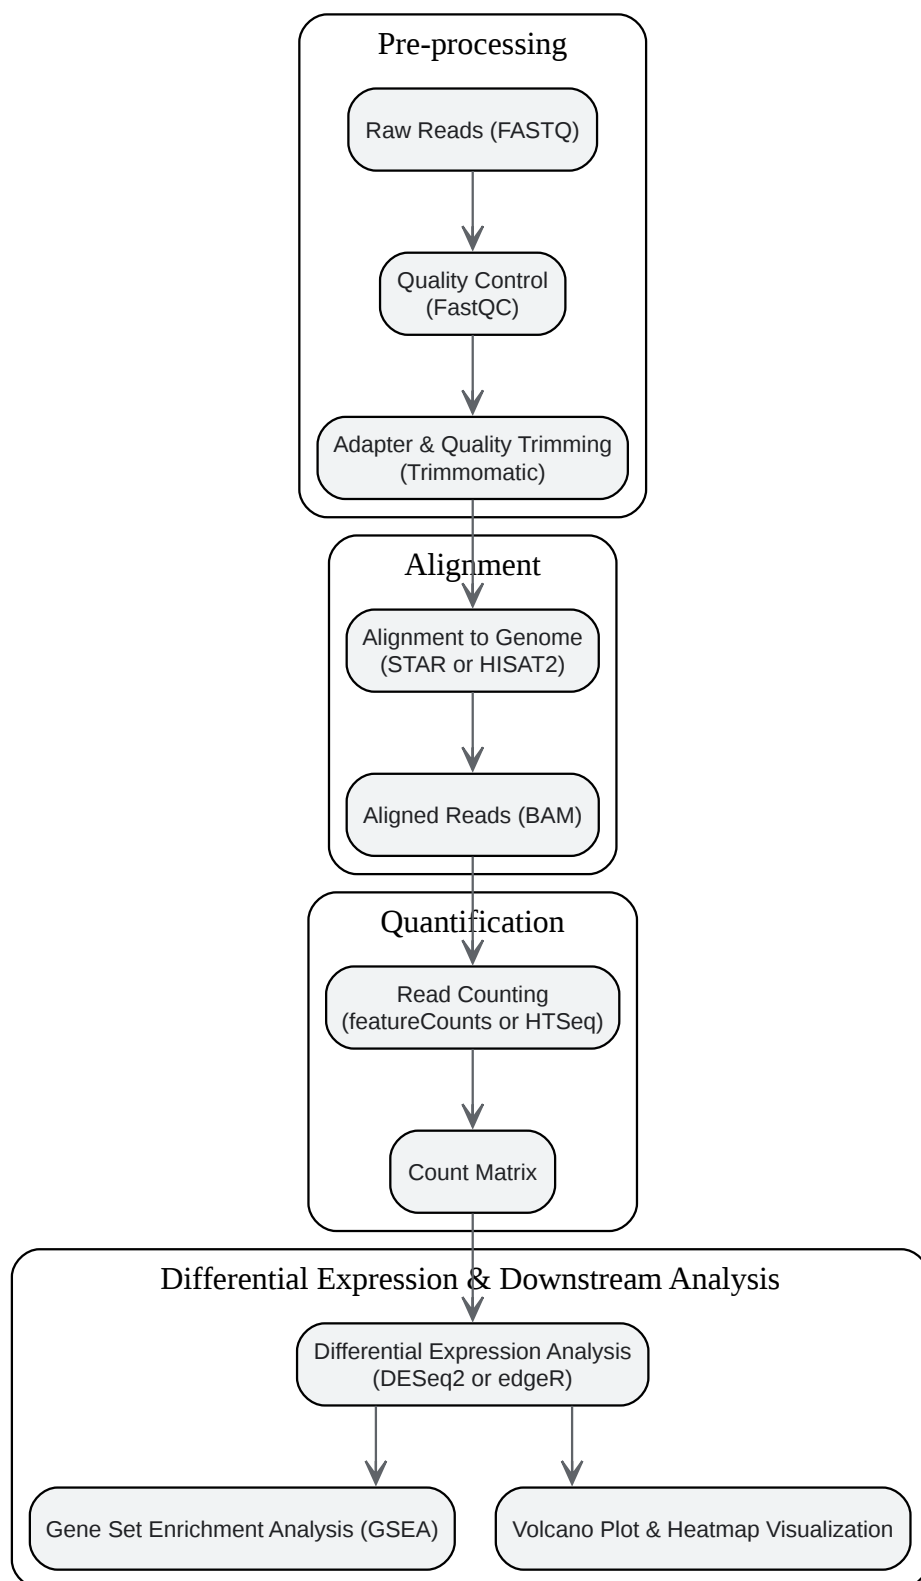 Pre-processing
Raw Reads (FASTQ)
Quality Control
(FastQC)
Adapter & Quality Trimming
(Trimmomatic)
Alignment
Alignment to Genome
(STAR or HISAT2)
Aligned Reads (BAM)
Quantification
Read Counting
(featureCounts or HTSeq)
Count Matrix
Differential Expression & Downstream Analysis
Differential Expression Analysis
(DESeq2 or edgeR)
Gene Set Enrichment Analysis (GSEA)
Volcano Plot & Heatmap Visualization